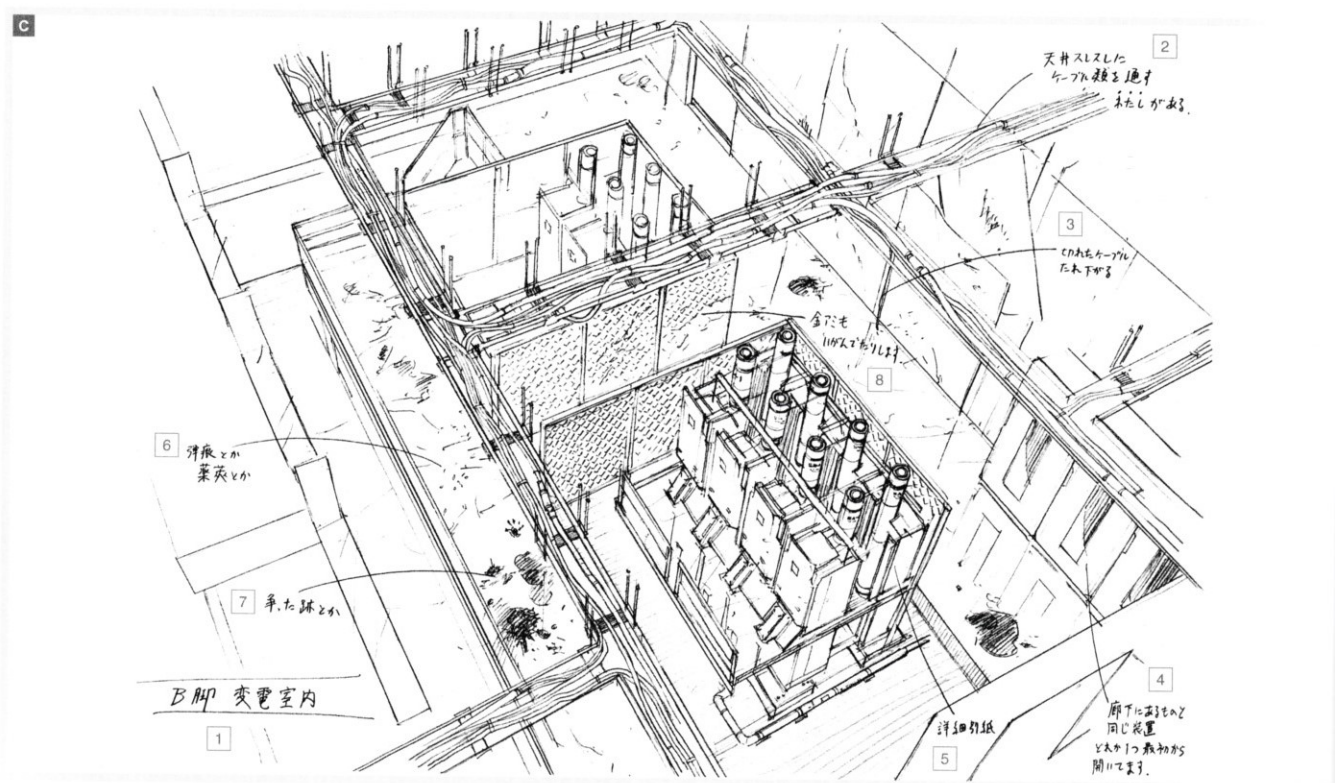 C
2
天井スレスレに
ケーブル類を通す
わたしがある.
3
切れたケーブル
たれ下がる
金アミも
ゆがんでたりします
8
6
弾痕とか
薬莢とか
7
争った跡とか
B脚 変電室内
1
詳細別紙
5
4
廊下にあるものと
同じ装置
どれか1つ最初から
開いてます.